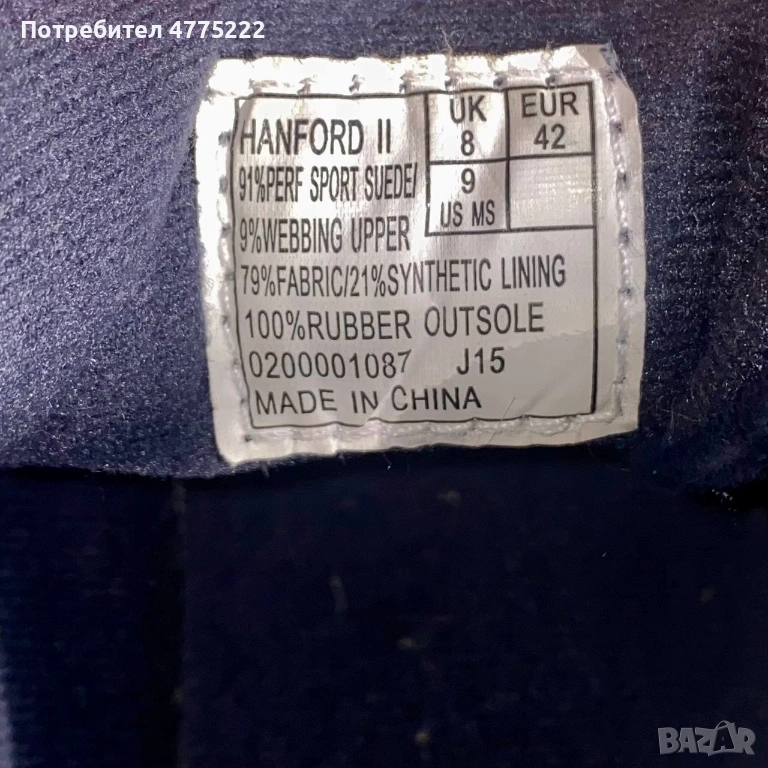 Потребител 4775222
HANFORD II
UK 8
EUR 42
91%PERF SPORT SUEDE/
9 US MS
9%WEBBING UPPER
79%FABRIC/21%SYNTHETIC LINING
100%RUBBER OUTSOLE
0200001087 J15
MADE IN CHINA
BAZAR